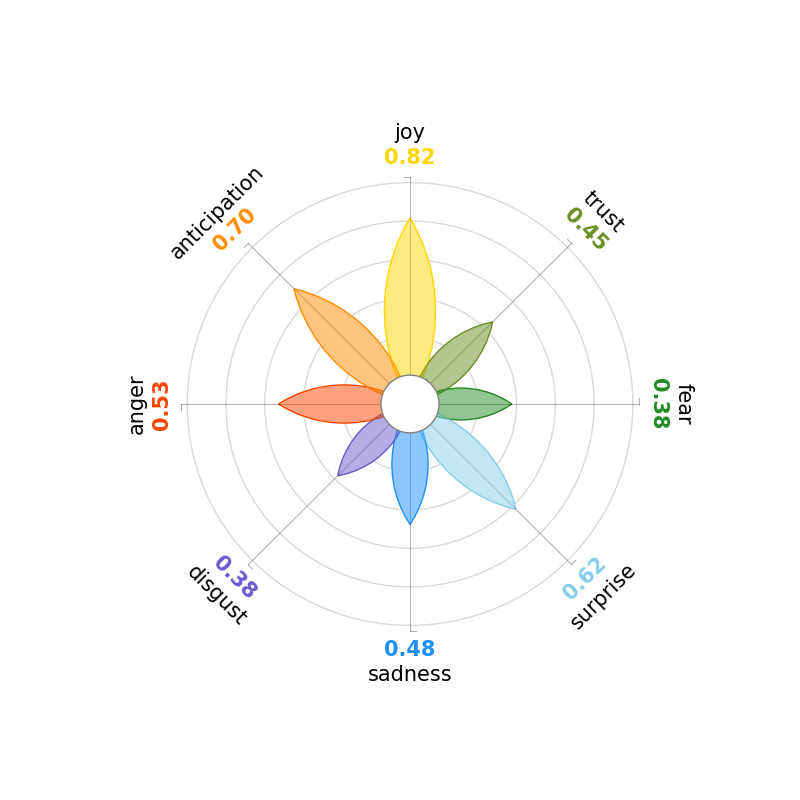 joy
0.82
trust
0.45
fear
0.38
surprise
0.62
sadness
0.48
disgust
0.38
anger
0.53
anticipation
0.70